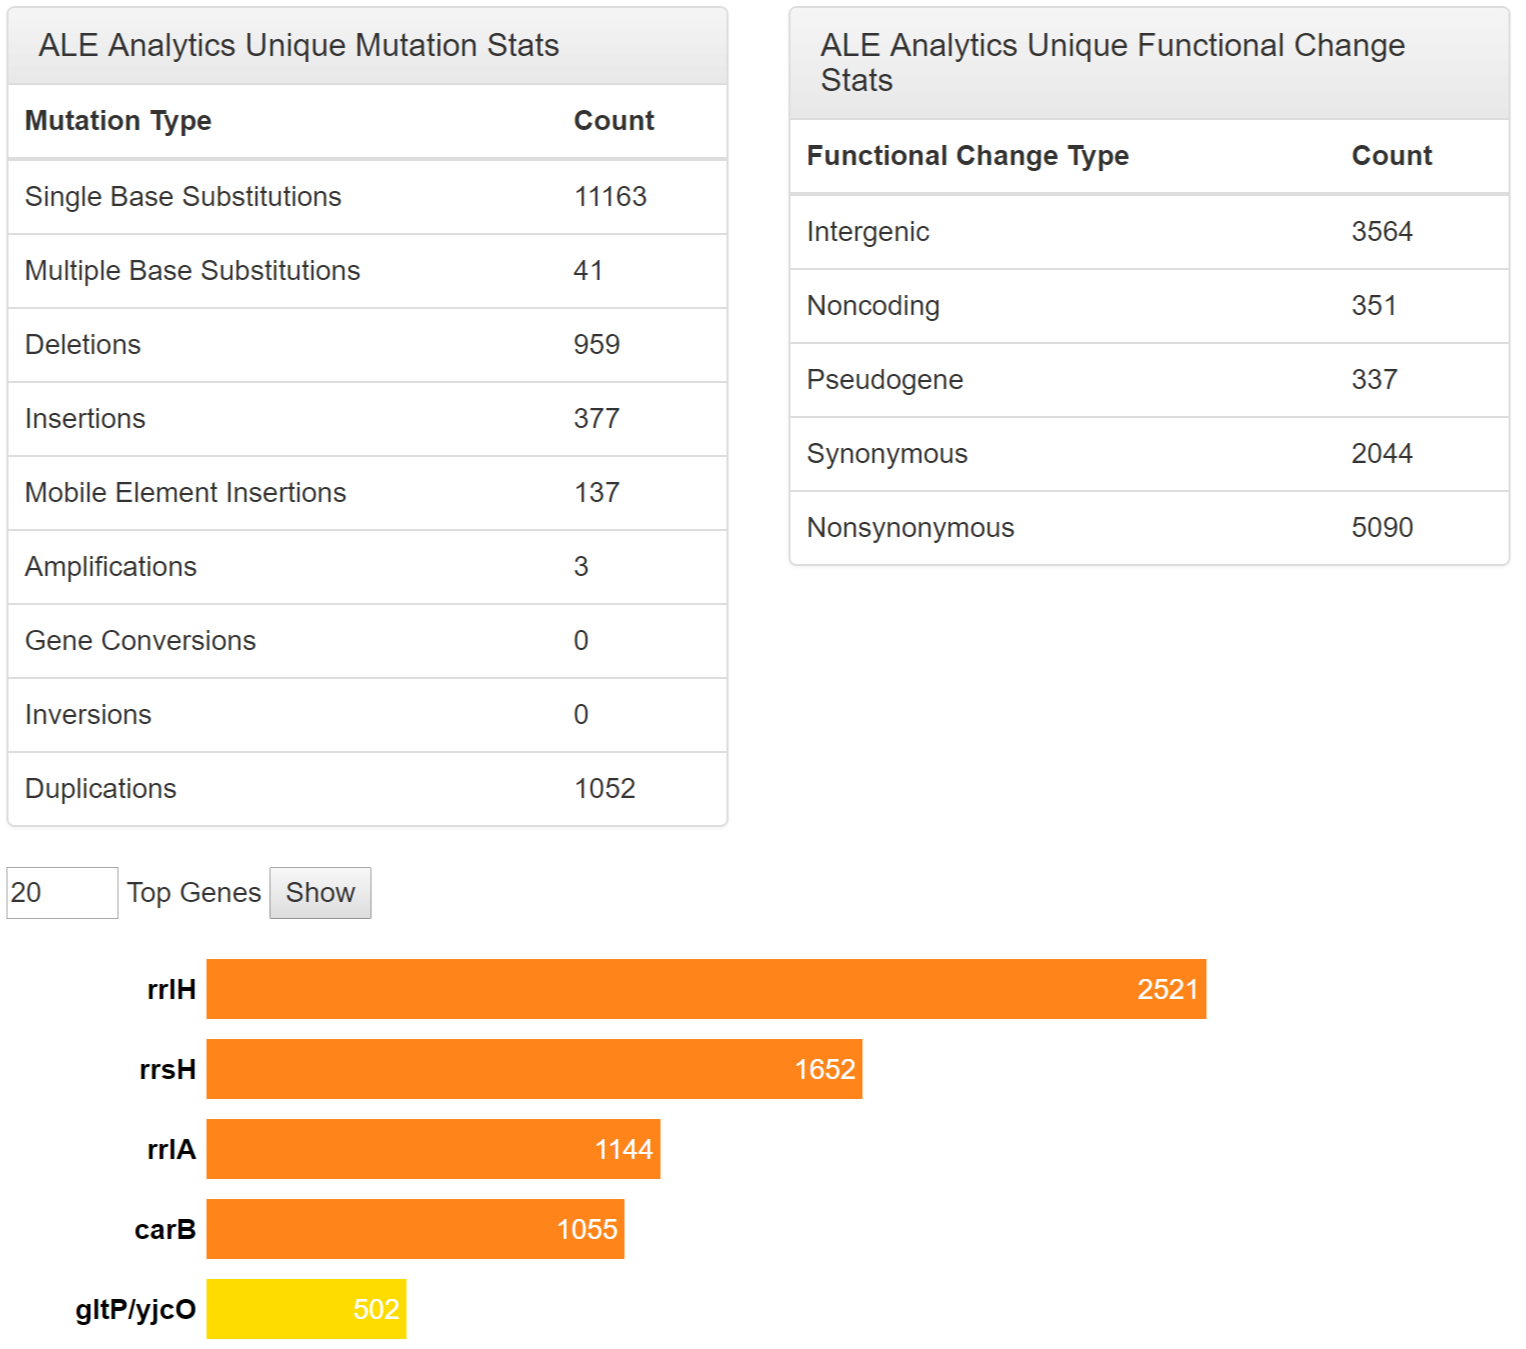 ALE Analytics Unique Mutation Stats
Mutation Type Count
Single Base Substitutions 11163
Multiple Base Substitutions 41
Deletions 959
Insertions 377
Mobile Element Insertions 137
Amplifications 3
Gene Conversions 0
Inversions 0
Duplications 1052
ALE Analytics Unique Functional Change
Stats
Functional Change Type Count
Intergenic 3564
Noncoding 351
Pseudogene 337
Synonymous 2044
Nonsynonymous 5090
20 Top Genes Show
rrlH 2521
rrsH 1652
rrlA 1144
carB 1055
gltP/yjcO 502